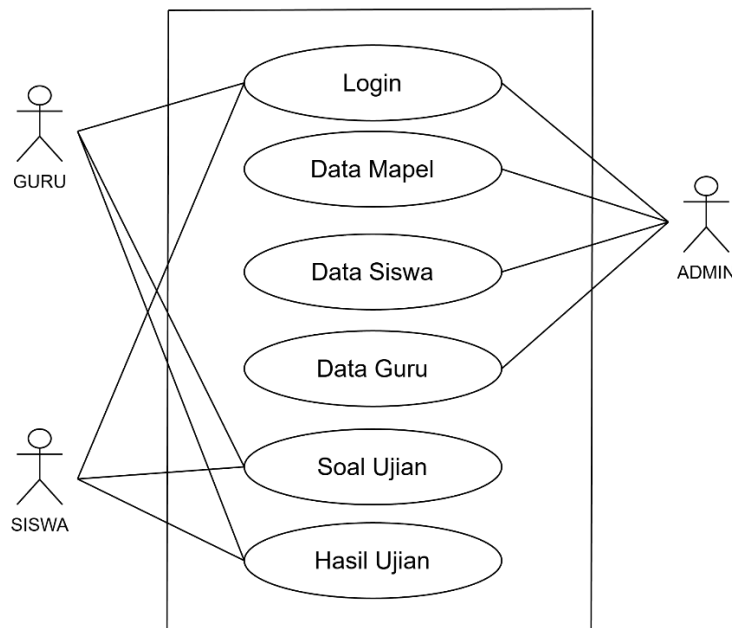 Login
GURU
Data Mapel
Data Siswa
ADMIN
Data Guru
Soal Ujian
SISWA
Hasil Ujian